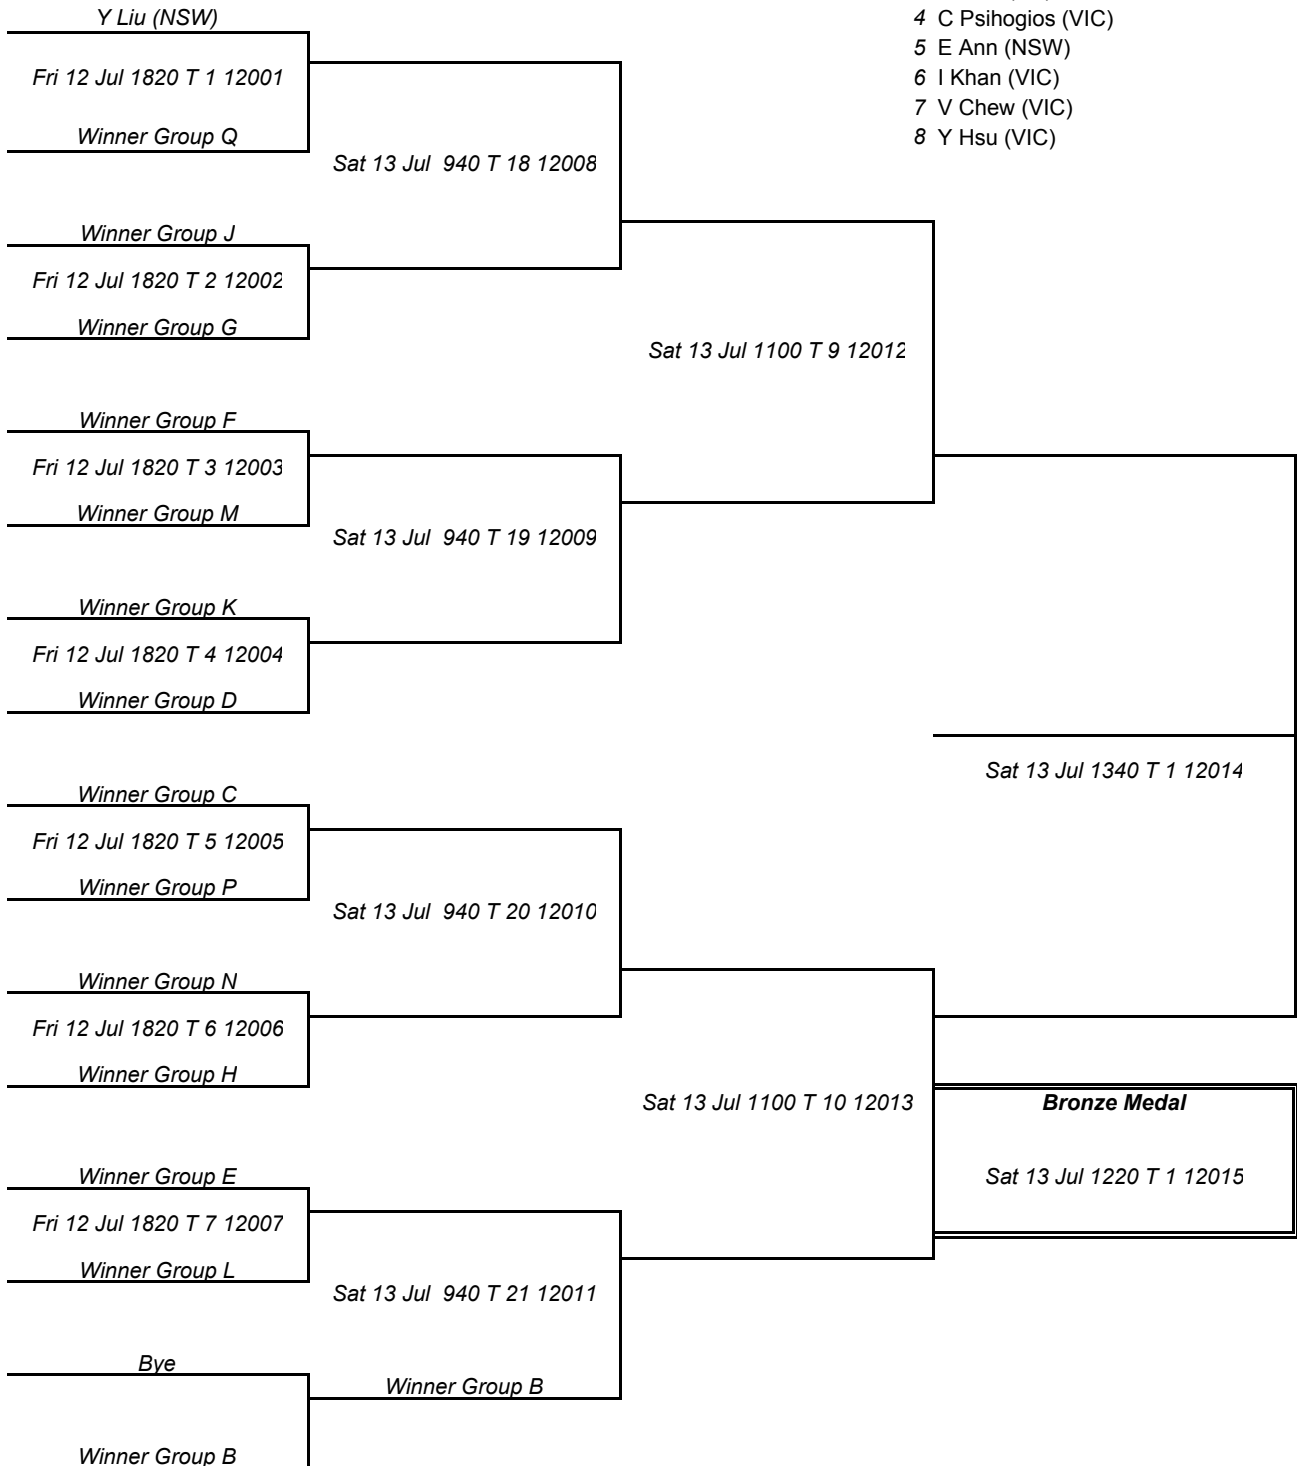 Y Liu (NSW)
4 C Psihogios (VIC)
5 E Ann (NSW)
Fri 12 Jul 1820 T 1 12001
6 I Khan (VIC)
7 V Chew (VIC)
Winner Group Q
8 Y Hsu (VIC)
Sat 13 Jul 940 T 18 12008
Winner Group J
Fri 12 Jul 1820 T 2 12002
Winner Group G
Sat 13 Jul 1100 T 9 12012
Winner Group F
Fri 12 Jul 1820 T 3 12003
Winner Group M
Sat 13 Jul 940 T 19 12009
Winner Group K
Fri 12 Jul 1820 T 4 12004
Winner Group D
Sat 13 Jul 1340 T 1 12014
Winner Group C
Fri 12 Jul 1820 T 5 12005
Winner Group P
Sat 13 Jul 940 T 20 12010
Winner Group N
Fri 12 Jul 1820 T 6 12006
Winner Group H
Sat 13 Jul 1100 T 10 12013
Bronze Medal
Winner Group E
Sat 13 Jul 1220 T 1 12015
Fri 12 Jul 1820 T 7 12007
Winner Group L
Sat 13 Jul 940 T 21 12011
Bye
Winner Group B
Winner Group B